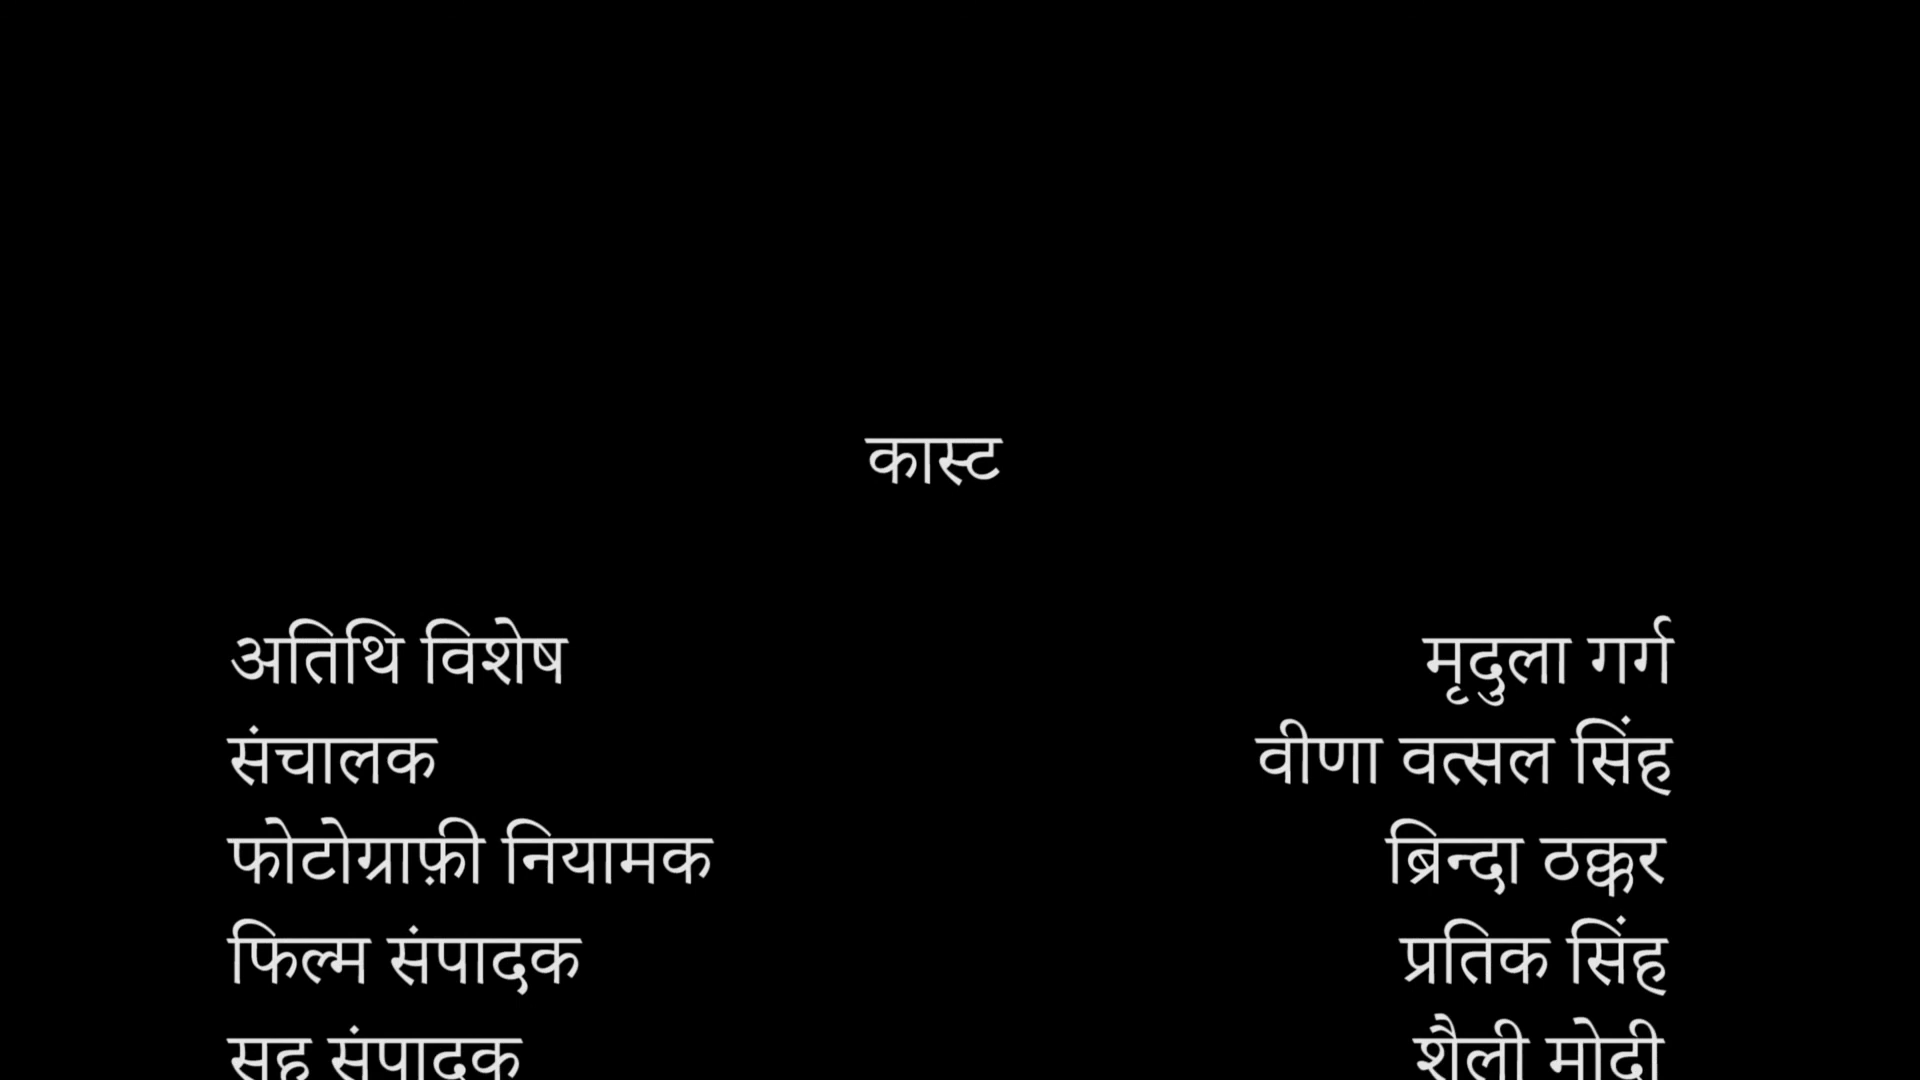 कास्ट
अतिथि विशेष मृदुला गर्ग
संचालक वीणा वत्सल सिंह
फोटोग्राफ़ी नियामक ब्रिन्दा ठक्कर
फिल्म संपादक प्रतिक सिंह
सह संपादक शैली मोदी